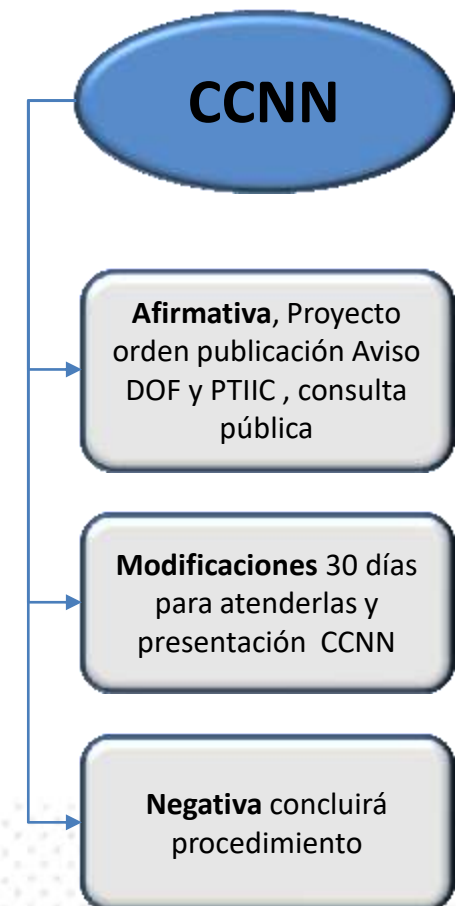 CCNN
Afirmativa, Proyecto
orden publicación Aviso
DOF y PTIIC , consulta
pública
Modificaciones 30 días
para atenderlas y
presentación CCNN
Negativa concluirá
procedimiento